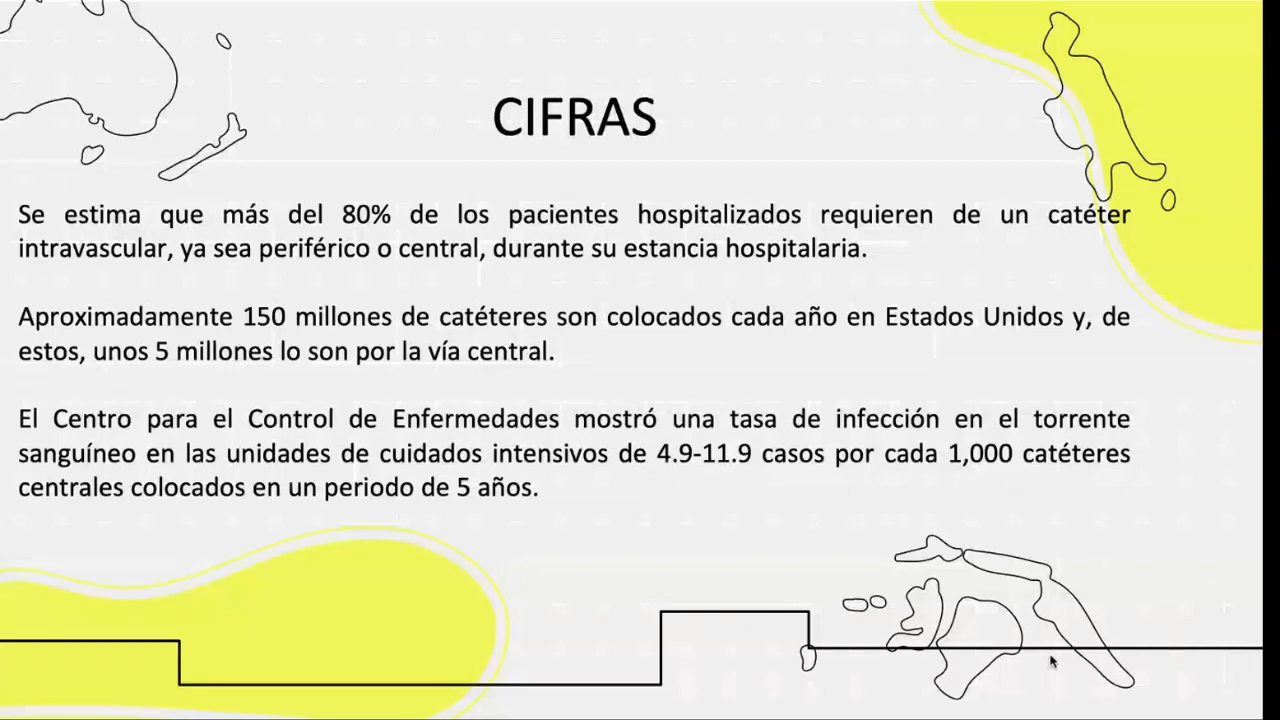 CIFRAS
Se estima que más del 80% de los pacientes hospitalizados requieren de un catéter
intravascular, ya sea periférico o central, durante su estancia hospitalaria.
Aproximadamente 150 millones de catéteres son colocados cada año en Estados Unidos y, de
estos, unos 5 millones lo son por la vía central.
El Centro para el Control de Enfermedades mostró una tasa de infección en el torrente
sanguíneo en las unidades de cuidados intensivos de 4.9-11.9 casos por cada 1,000 catéteres
centrales colocados en un periodo de 5 años.